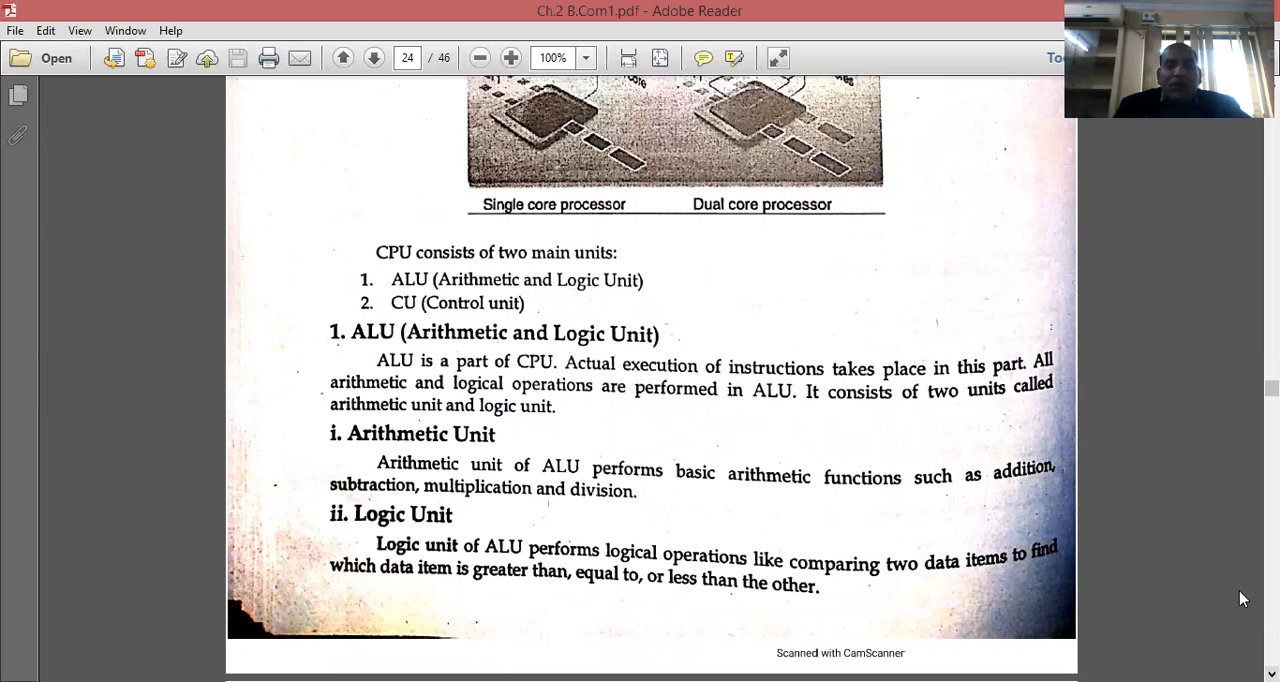 Ch.2 B.Com1.pdf - Adobe Reader
File Edit View Window Help
Open 24 / 46 100%
Single core processor Dual core processor
CPU consists of two main units:
1. ALU (Arithmetic and Logic Unit)
2. CU (Control unit)
1. ALU (Arithmetic and Logic Unit)
ALU is a part of CPU. Actual execution of instructions takes place in this part. All
arithmetic and logical operations are performed in ALU. It consists of two units called
arithmetic unit and logic unit.
i. Arithmetic Unit
Arithmetic unit of ALU performs basic arithmetic functions such as addition,
subtraction, multiplication and division.
ii. Logic Unit
Logic unit of ALU performs logical operations like comparing two data items to find
which data item is greater than, equal to, or less than the other.
Scanned with CamScanner